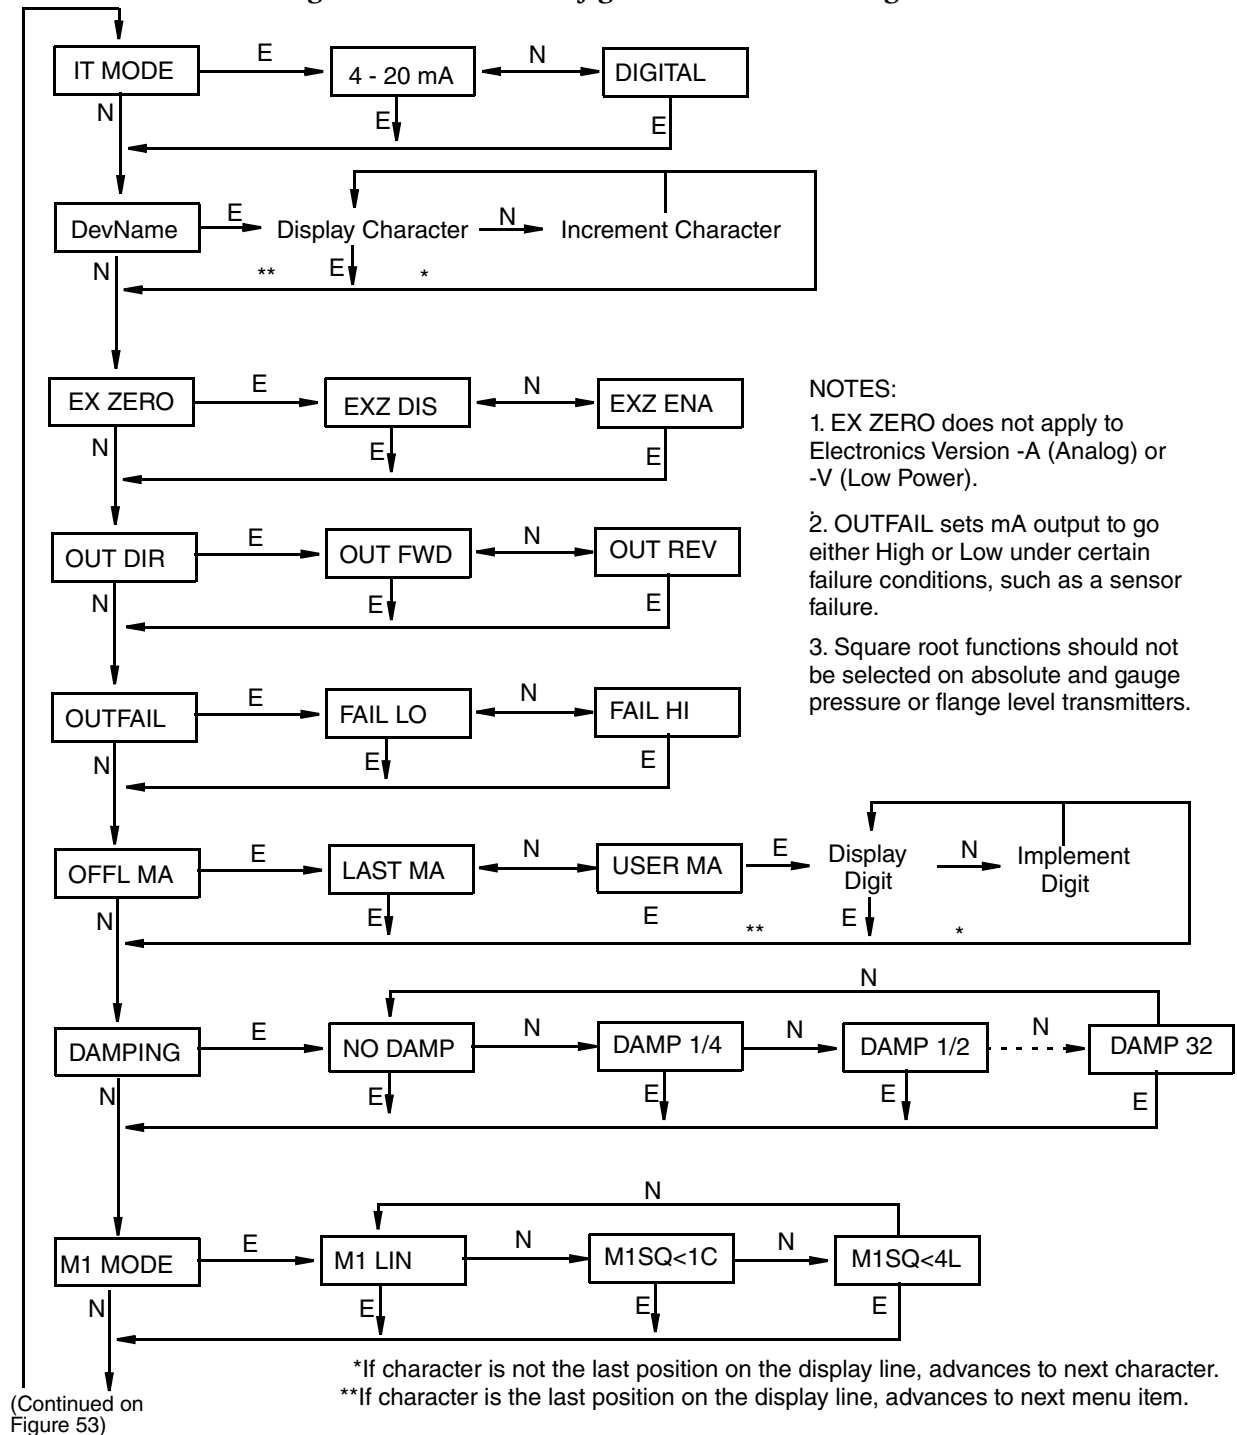 IT MODE
E
4 - 20 mA
N
DIGITAL
N
E
E
DevName
E
Display Character
N
Increment Character
N
**
E
*
EX ZERO
E
EXZ DIS
N
EXZ ENA
N
E
E
OUT DIR
E
OUT FWD
N
OUT REV
N
E
E
OUTFAIL
E
FAIL LO
N
FAIL HI
N
E
E
NOTES:
1. EX ZERO does not apply to
Electronics Version -A (Analog) or
-V (Low Power).
2. OUTFAIL sets mA output to go
either High or Low under certain
failure conditions, such as a sensor
failure.
3. Square root functions should not
be selected on absolute and gauge
pressure or flange level transmitters.
OFFL MA
E
LAST MA
N
USER MA
E
Display
Digit
N
Implement
Digit
N
E
E
**
E
*
N
DAMPING
E
NO DAMP
N
DAMP 1/4
N
DAMP 1/2
N
DAMP 32
N
E
E
E
E
N
M1 MODE
E
M1 LIN
N
M1SQ<1C
N
M1SQ<4L
N
E
E
E
*If character is not the last position on the display line, advances to next character.
**If character is the last position on the display line, advances to next menu item.
(Continued on
Figure 53)